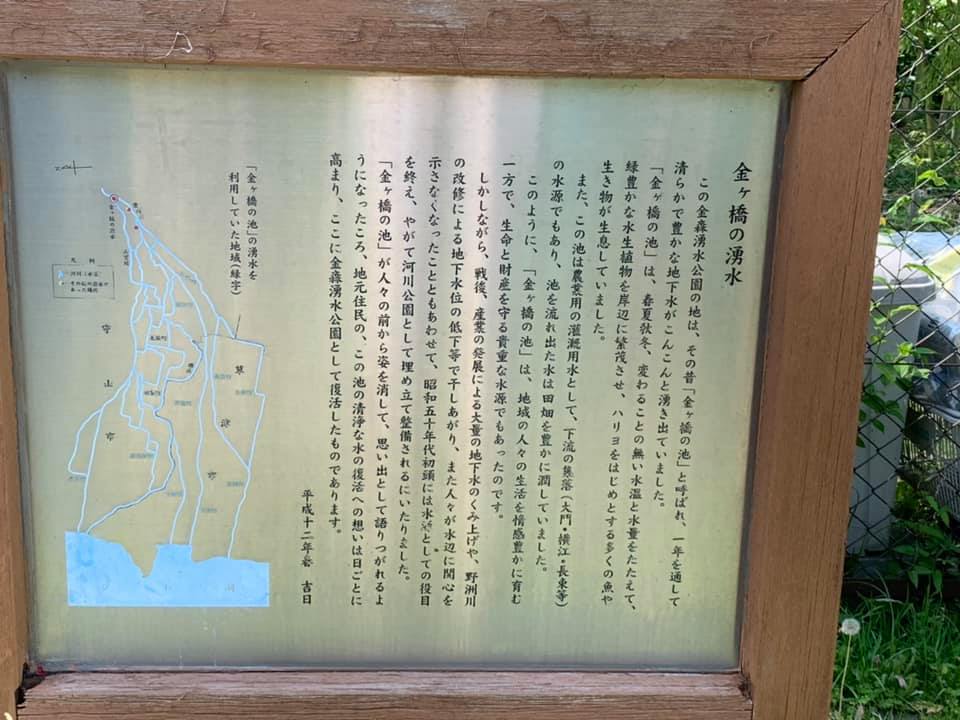 金ヶ橋の湧水
この金森湧水公園の地は、その昔「金ヶ橋の池」と呼ばれ、一年を通して
清らかで豊かな地下水がこんこんと湧き出ていました。
「金ヶ橋の池」は、春夏秋冬、変わることの無い水温と水量をたたえて、
緑豊かな水生植物を岸辺に繁茂させ、ハリヨをはじめとする多くの魚や
生き物が生息していました。
また、この池は農業用の灌漑用水として、下流の集落（大門・横江・長束等）
の水源でもあり、池を流れ出た水は田畑を豊かに潤していました。
このように、「金ヶ橋の池」は、地域の人々の生活を情感豊かに育む
一方で、生命と財産を守る貴重な水源でもあったのです。
しかしながら、戦後、産業の発展による大量の地下水のくみ上げや、野洲川
の改修による地下水位の低下等で干しあがり、また人々が水辺に関心を
示さなくなったことともあわせて、昭和五十年代初頭には水源としての役目
を終え、やがて河川公園として埋め立て整備されるにいたりました。
「金ヶ橋の池」が人々の前から姿を消して、思い出として語りつがれるよ
うになったころ、地元住民の、この池の清浄な水の復活への想いは日ごとに
高まり、ここに金森湧水公園として復活したものであります。
平成十二年春 吉日
「金ヶ橋の池」の湧水を
利用していた地域（緑字）
凡例
守山市
草津市